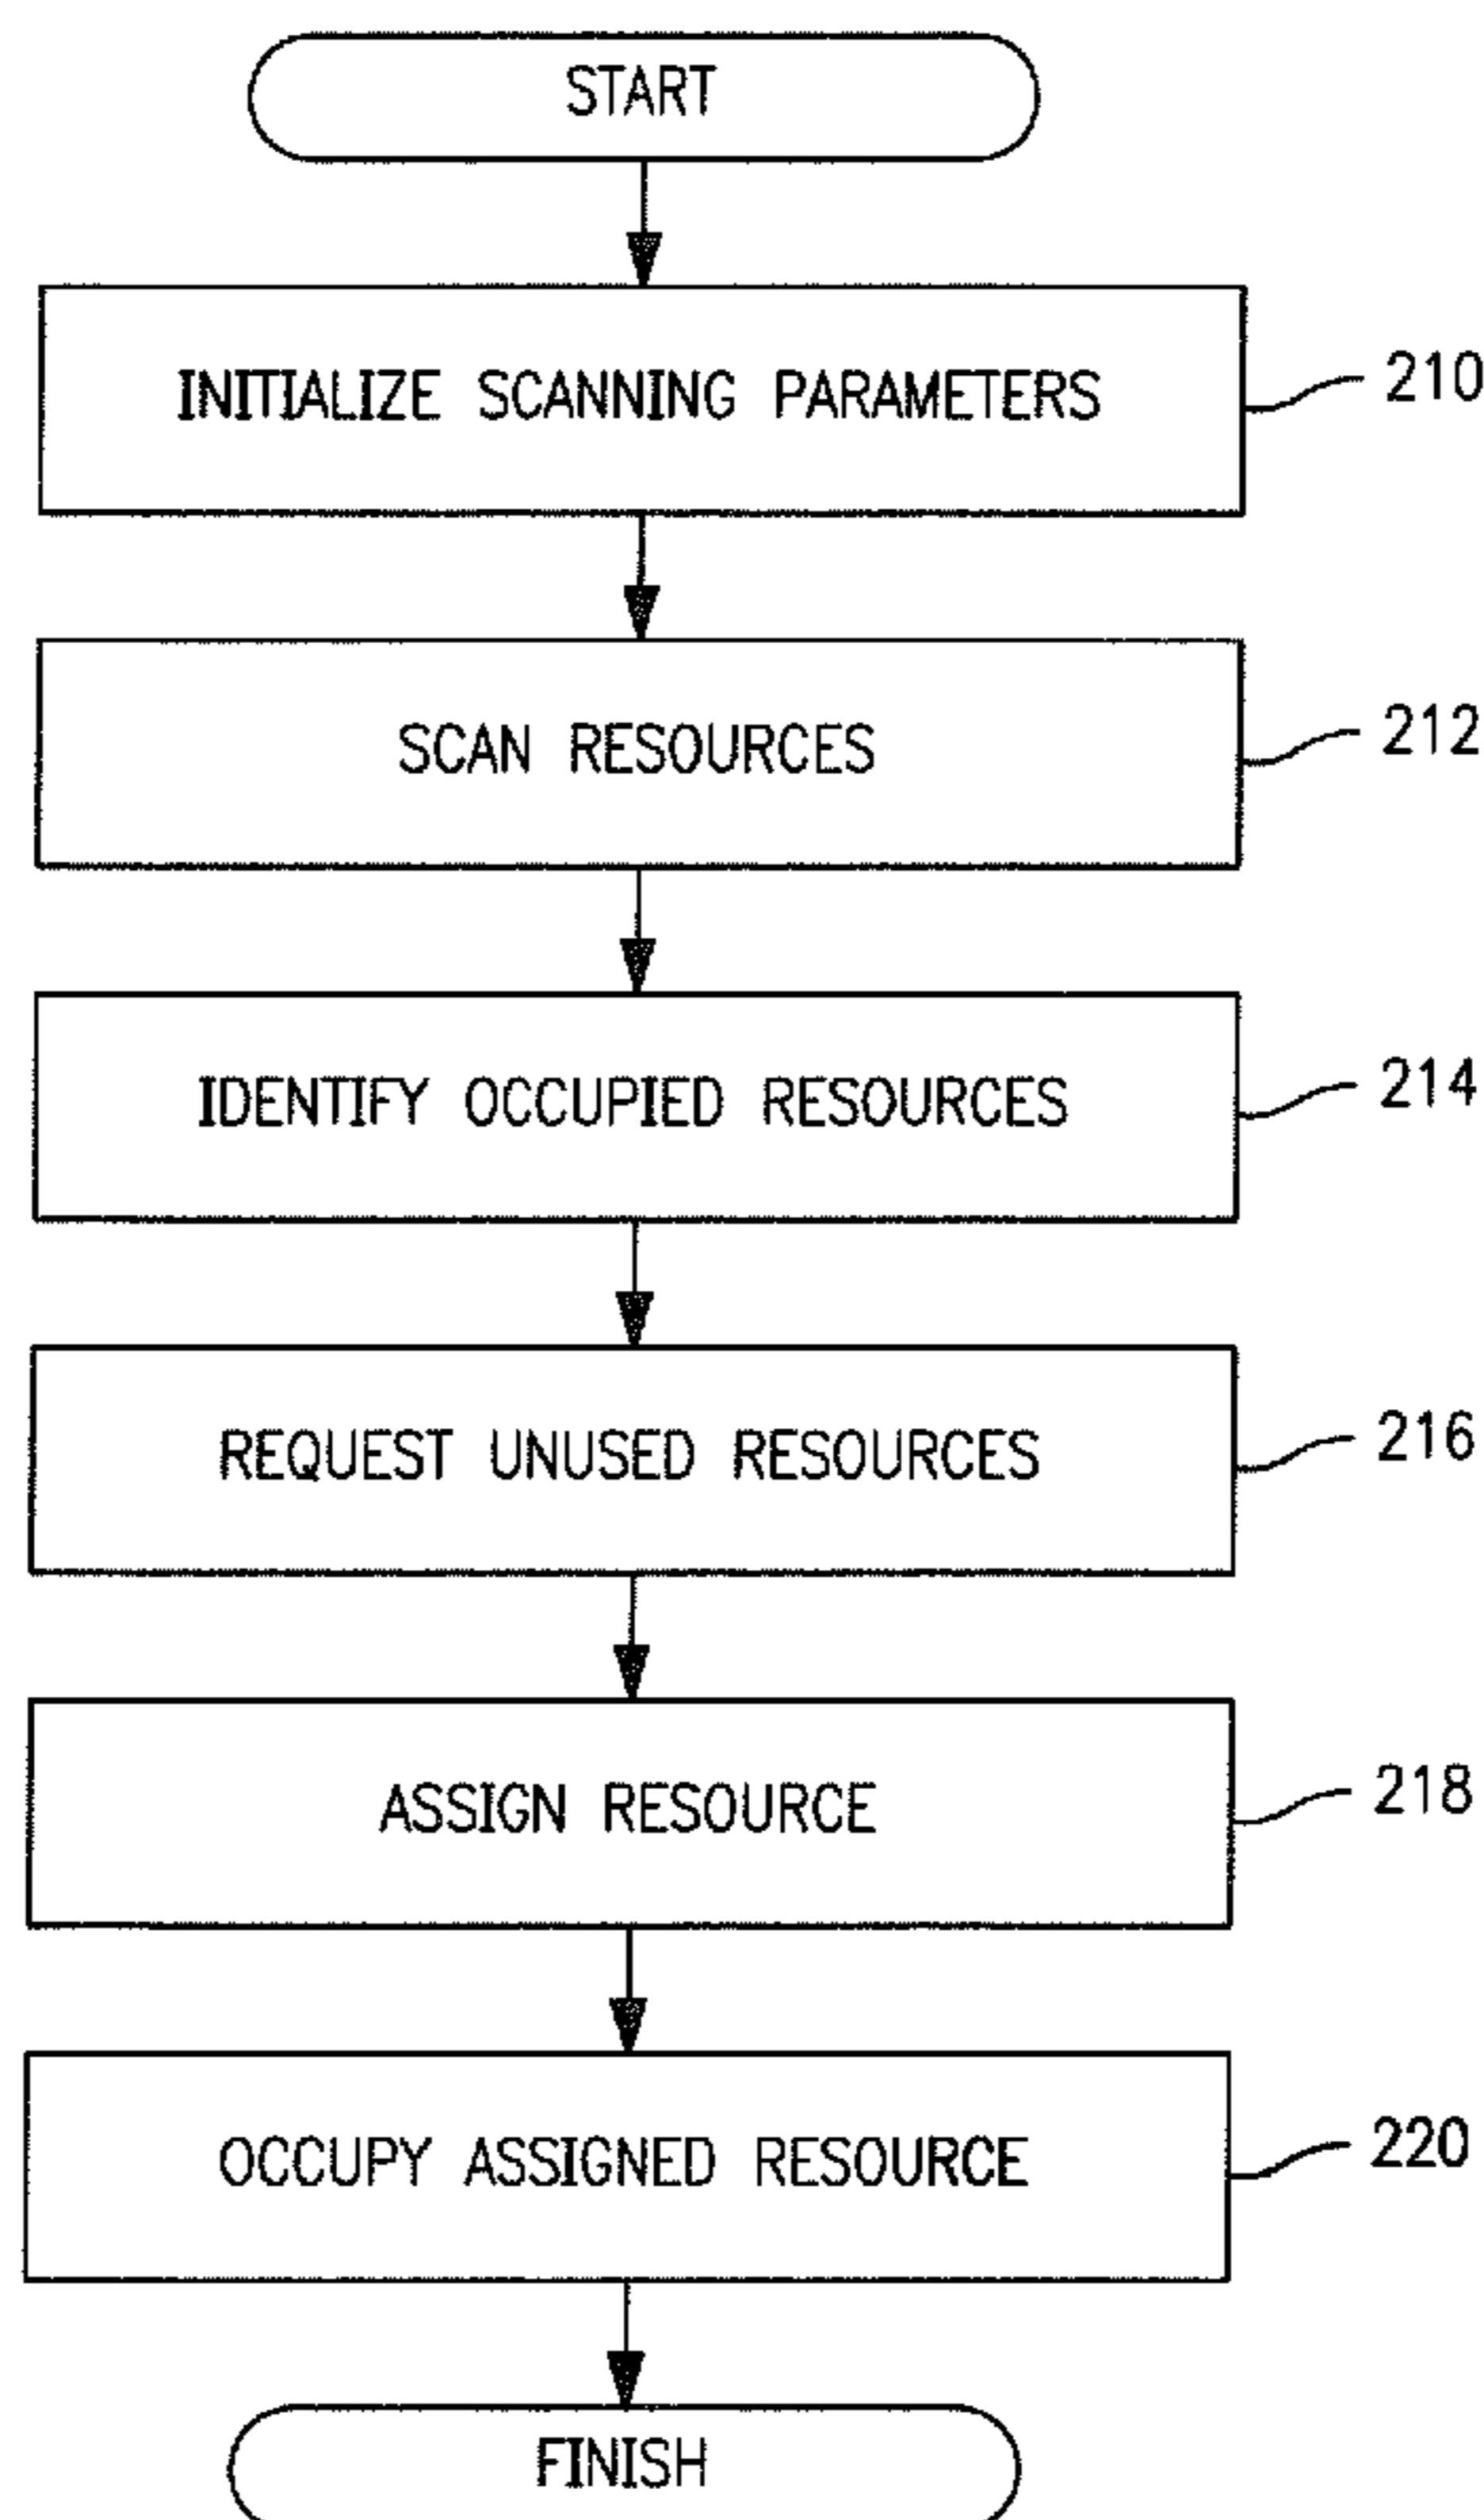 START
INITIALIZE SCANNING PARAMETERS 210
SCAN RESOURCES 212
IDENTIFY OCCUPIED RESOURCES 214
REQUEST UNUSED RESOURCES 216
ASSIGN RESOURCE 218
OCCUPY ASSIGNED RESOURCE 220
FINISH